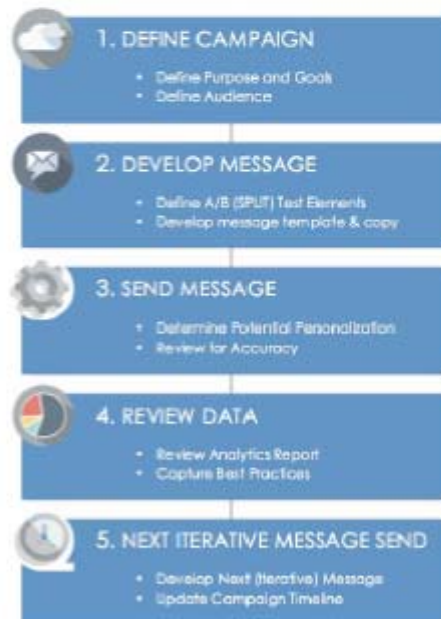 1. DEFINE CAMPAIGN
• Define Purpose and Goals
• Define Audience
2. DEVELOP MESSAGE
• Define A/B (SPLIT) Test Elements
• Develop message template & copy
3. SEND MESSAGE
• Determine Potential Personalization
• Review for Accuracy
4. REVIEW DATA
• Review Analytics Report
• Capture Best Practices
5. NEXT ITERATIVE MESSAGE SEND
• Develop Next (Iterative) Message
• Update Campaign Timeline